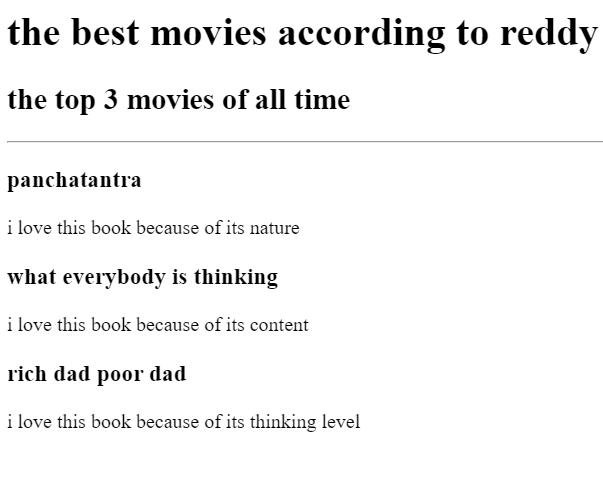 the best movies according to reddy
the top 3 movies of all time
panchatantra
i love this book because of its nature
what everybody is thinking
i love this book because of its content
rich dad poor dad
i love this book because of its thinking level